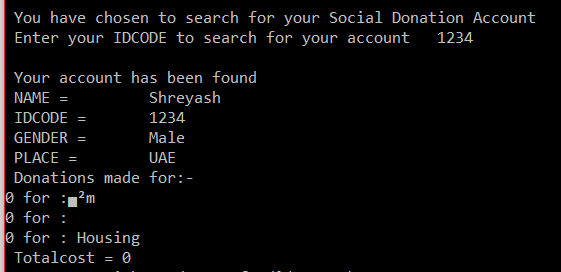 You have chosen to search for your Social Donation Account
Enter your IDCODE to search for your account 1234
Your account has been found
NAME = Shreyash
IDCODE = 1234
GENDER = Male
PLACE = UAE
Donations made for:-
0 for :▄²m
0 for :
0 for : Housing
Totalcost = 0